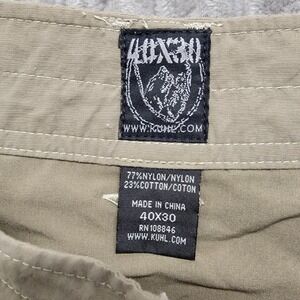 40X30
WWW.KUHL.COM
77%NYLON/NYLON
23%COTTON/COTON
MADE IN CHINA
40X30
RN108846
WWW.KUHL.COM